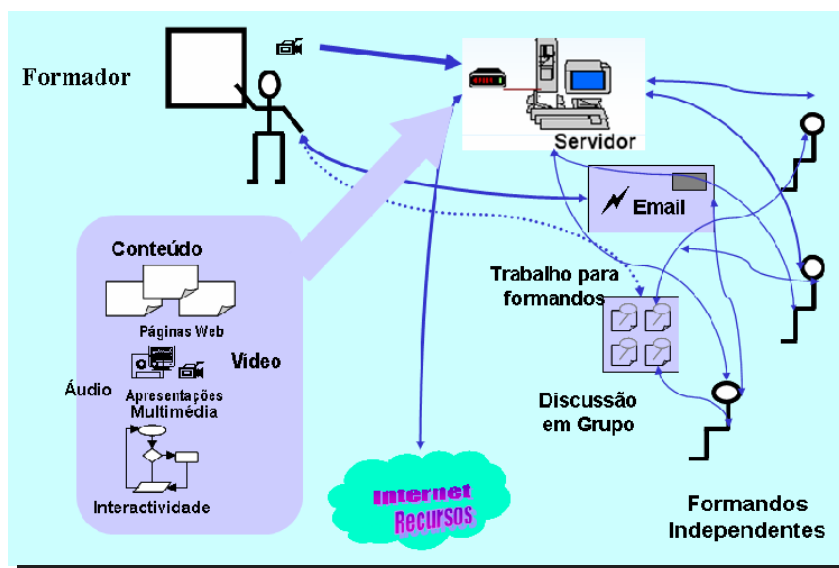 Formador
Servidor
Email
Conteúdo
Páginas Web
Vídeo
Áudio
Apresentações
Multimédia
Interactividade
Trabalho para
formandos
Discussão
em Grupo
Internet
Recursos
Formandos
Independentes